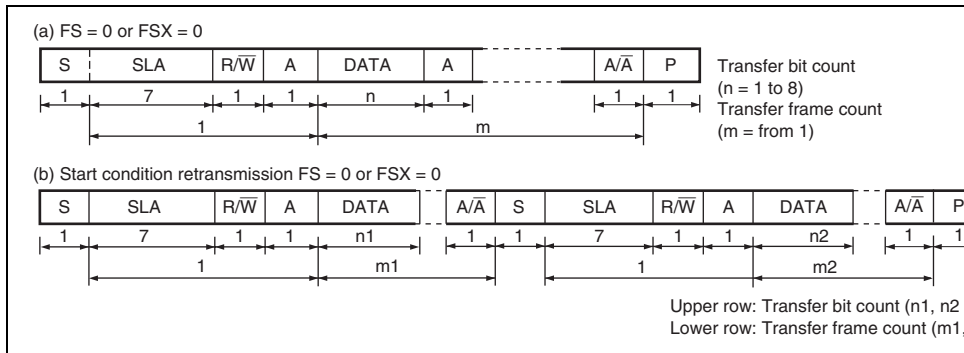 (a) FS = 0 or FSX = 0
S SLA R/W̅ A DATA A A/A̅ P
1 7 1 1 n 1 1 1
1 m
Transfer bit count
(n = 1 to 8)
Transfer frame count
(m = from 1)
(b) Start condition retransmission FS = 0 or FSX = 0
S SLA R/W̅ A DATA A/A̅ S SLA R/W̅ A DATA A/A̅ P
1 7 1 1 n1 1 1 7 1 1 n2 1 1
1 m1 1 m2
Upper row: Transfer bit count (n1, n2
Lower row: Transfer frame count (m1,